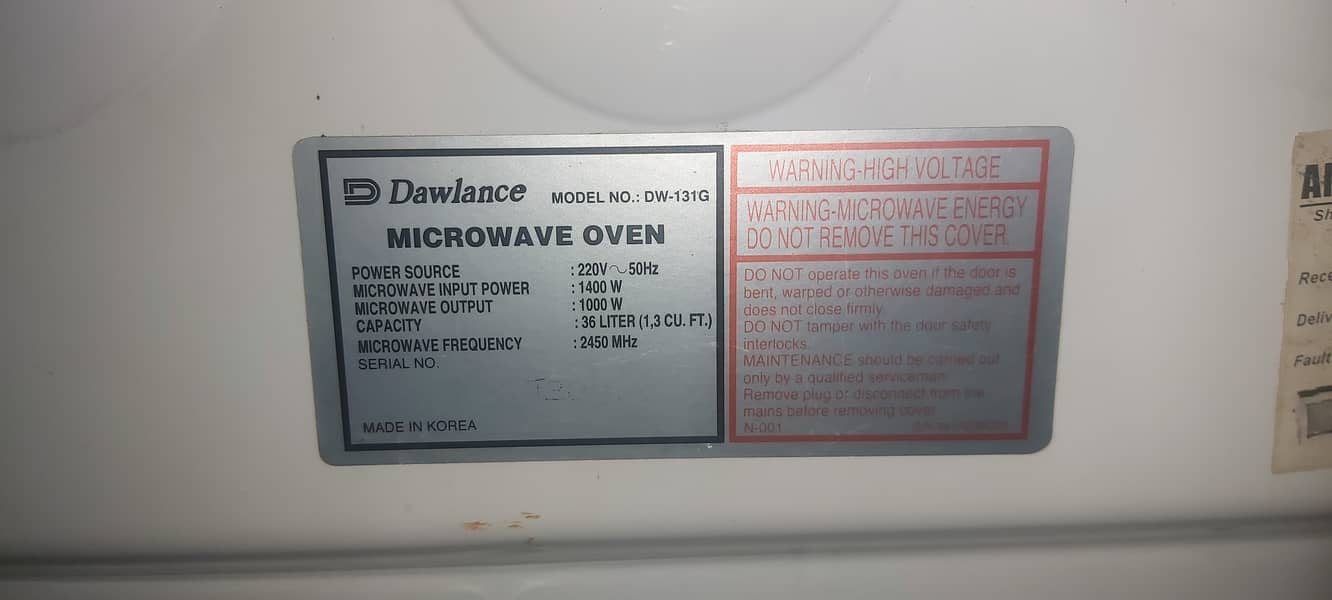 Dawlance MODEL NO.: DW-131G
MICROWAVE OVEN
POWER SOURCE : 220V~50Hz
MICROWAVE INPUT POWER : 1400 W
MICROWAVE OUTPUT : 1000 W
CAPACITY : 36 LITER (1,3 CU. FT.)
MICROWAVE FREQUENCY : 2450 MHz
SERIAL NO.
MADE IN KOREA
WARNING-HIGH VOLTAGE
WARNING-MICROWAVE ENERGY
DO NOT REMOVE THIS COVER.
DO NOT operate this oven if the door is
bent, warped or otherwise damaged and
does not close firmly.
DO NOT tamper with the door safety
interlocks.
MAINTENANCE should be carried out
only by a qualified serviceman.
Remove plug or disconnect from the
mains before removing cover.
N-001
Sh
Rece
Deliv
Fault